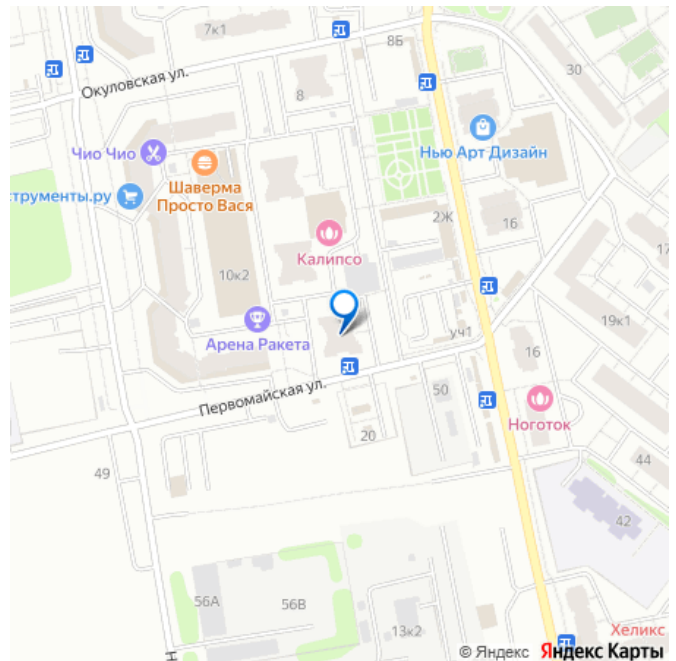 7к1
8Б
Окуловская ул.
30
8
Чио Чио
Нью Арт Дизайн
Шаверма
Просто Вася
струменты.ру
2Ж
16
17
Калипсо
10к2
19к1
Арена Ракета
уч1
16
Первомайская ул.
50
Ноготок
20
49
44
42
56А
56В
13к2
Хеликс
Н
© Яндекс Яндекс Карты